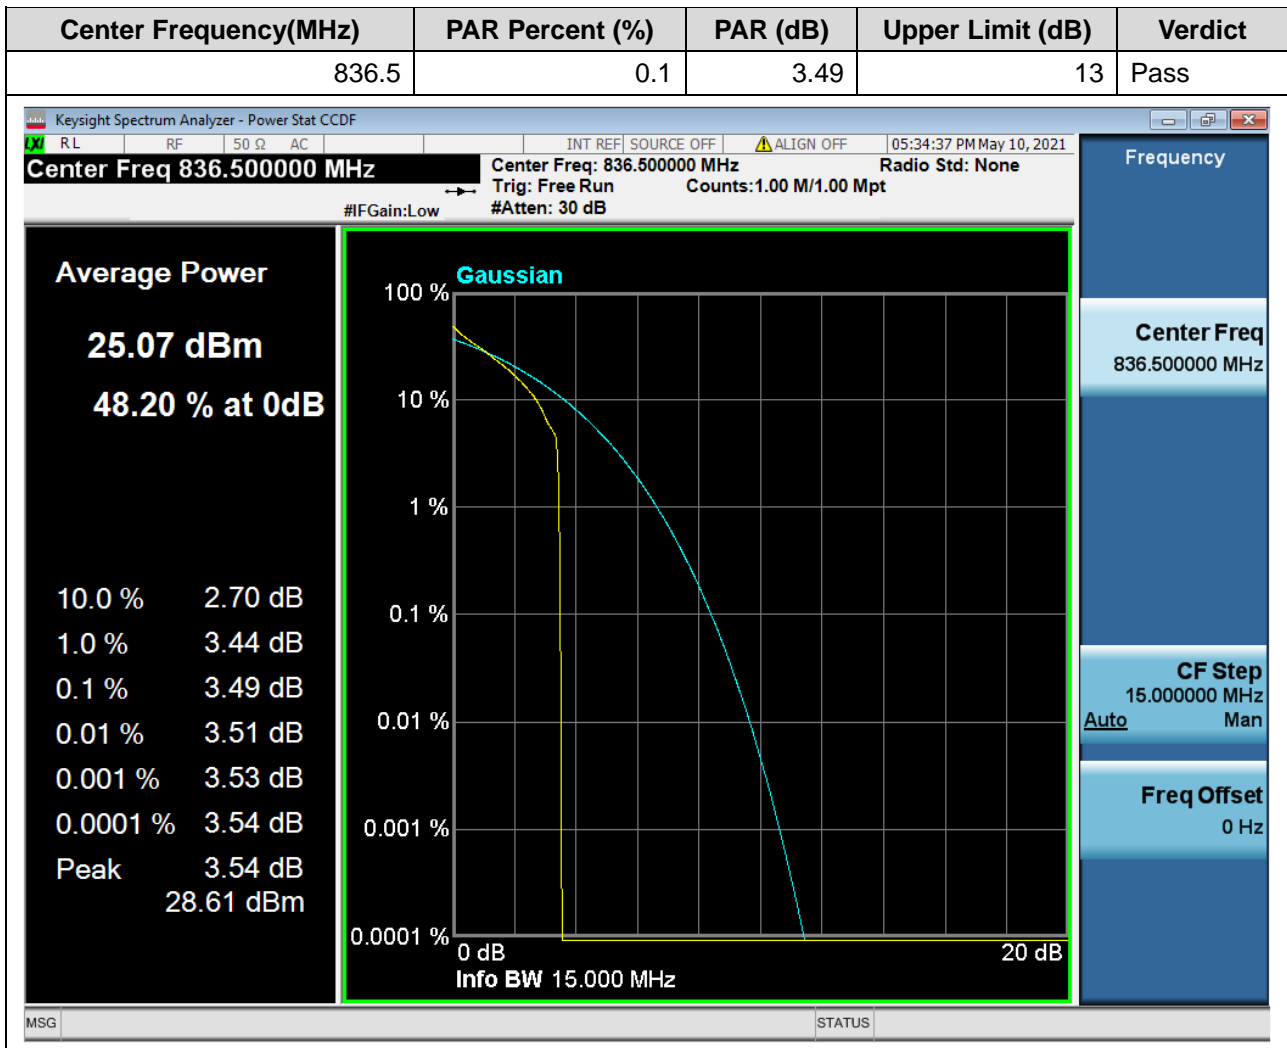 Center Frequency(MHz) PAR Percent (%) PAR (dB) Upper Limit (dB) Verdict
836.5 0.1 3.49 13 Pass
Keysight Spectrum Analyzer - Power Stat CCDF
LXI RL RF 50 Ω AC INT REF SOURCE OFF ALIGN OFF 05:34:37 PM May 10, 2021
Center Freq 836.500000 MHz
Center Freq: 836.500000 MHz Radio Std: None
Trig: Free Run Counts:1.00 M/1.00 Mpt
#IFGain:Low #Atten: 30 dB
Average Power
25.07 dBm
48.20 % at 0dB
10.0 % 2.70 dB
1.0 % 3.44 dB
0.1 % 3.49 dB
0.01 % 3.51 dB
0.001 % 3.53 dB
0.0001 % 3.54 dB
Peak 3.54 dB
28.61 dBm
Gaussian
100 %
10 %
1 %
0.1 %
0.01 %
0.001 %
0.0001 %
0 dB 20 dB
Info BW 15.000 MHz
Frequency
Center Freq
836.500000 MHz
CF Step
15.000000 MHz
Auto Man
Freq Offset
0 Hz
MSG STATUS